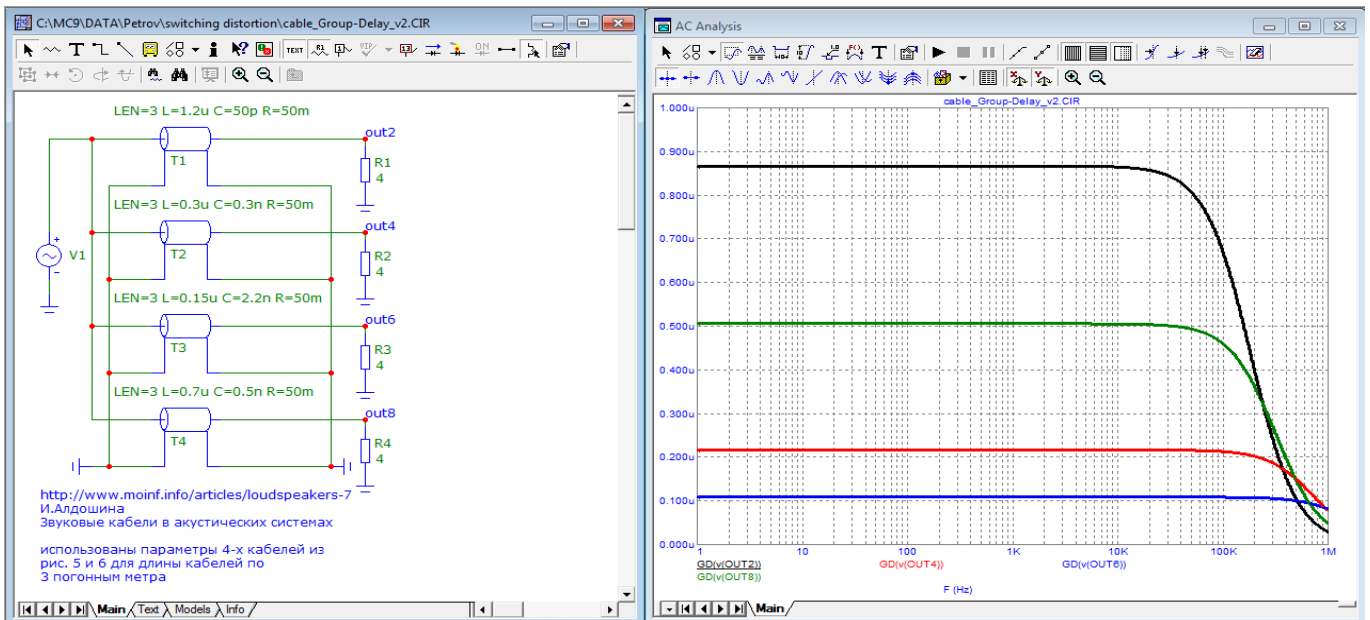 C:\MC9\DATA\Petrov\switching distortion\cable_Group-Delay_v2.CIR
LEN=3 L=1.2u C=50p R=50m
out2
T1
R1
4
LEN=3 L=0.3u C=0.3n R=50m
out4
T2
R2
4
V1
LEN=3 L=0.15u C=2.2n R=50m
out6
T3
R3
4
LEN=3 L=0.7u C=0.5n R=50m
out8
T4
R4
4
http://www.moinf.info/articles/loudspeakers-7
И.Алдошина
Звуковые кабели в акустических системах
использованы параметры 4-х кабелей из
рис. 5 и 6 для длины кабелей по
3 погонным метра
Main Text Models Info
AC Analysis
cable_Group-Delay_v2.CIR
1.000u
0.900u
0.800u
0.700u
0.600u
0.500u
0.400u
0.300u
0.200u
0.100u
0.000u
1 10 100 1K 10K 100K 1M
GD(v(OUT2)) GD(v(OUT4)) GD(v(OUT6))
GD(v(OUT8))
F (Hz)
Main